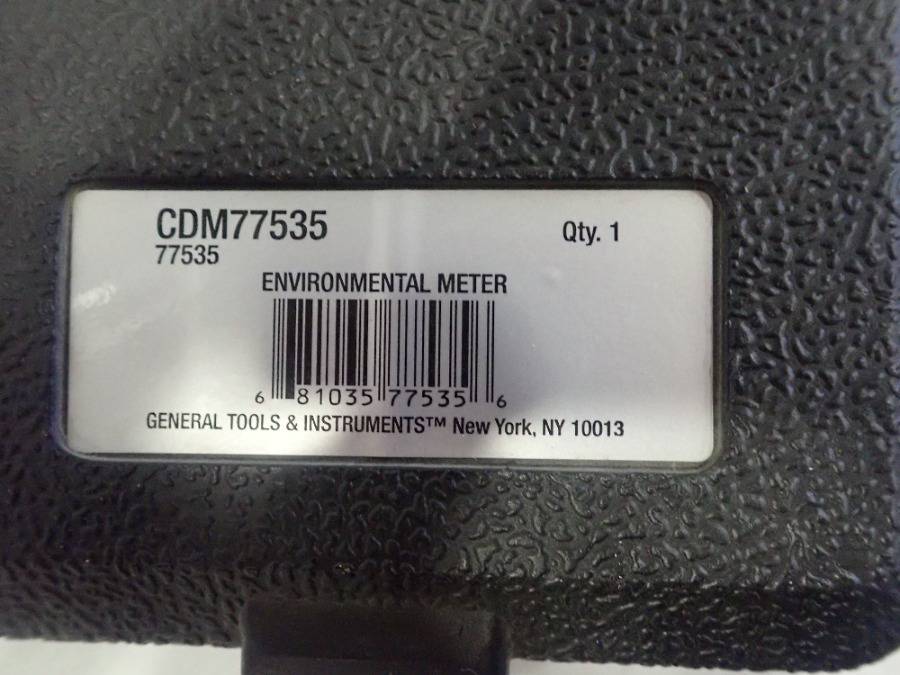 CDM77535 Qty. 1
77535
ENVIRONMENTAL METER
6 81035 77535 6
GENERAL TOOLS & INSTRUMENTS™ New York, NY 10013